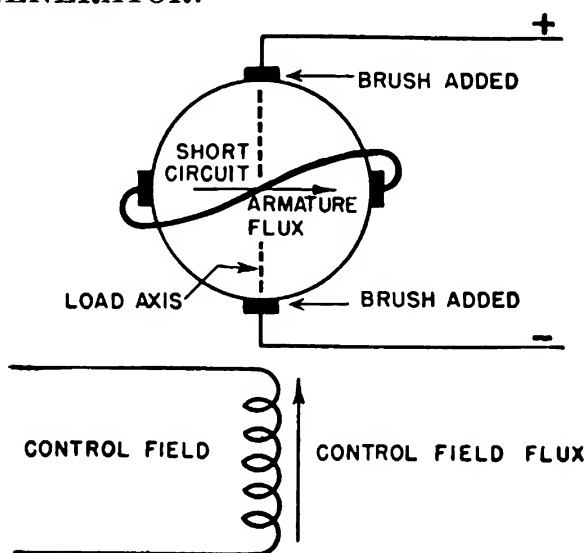 +
BRUSH ADDED
SHORT
CIRCUIT
ARMATURE
FLUX
LOAD AXIS
BRUSH ADDED
-
CONTROL FIELD
CONTROL FIELD FLUX